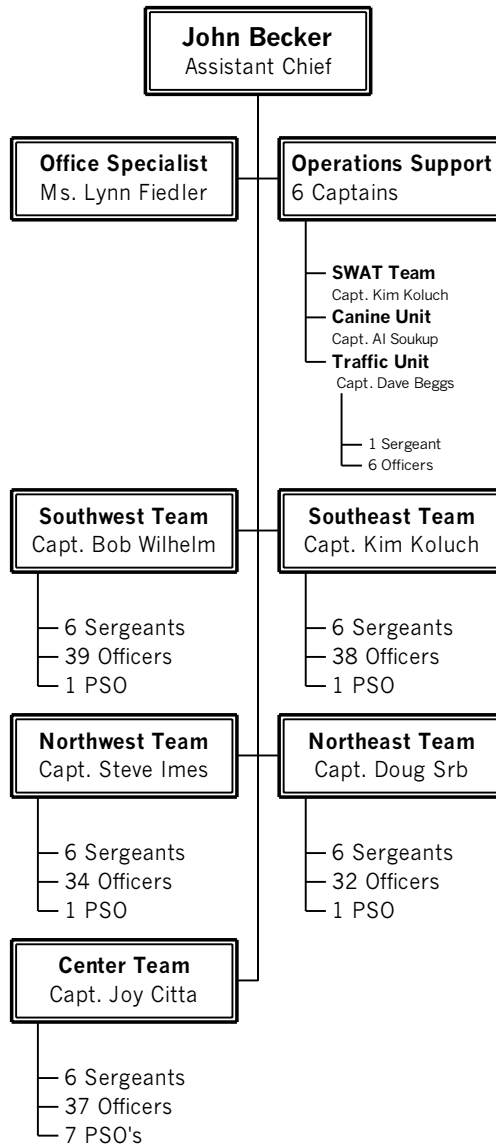 John Becker
Assistant Chief
Office Specialist
Ms. Lynn Fiedler
Operations Support
6 Captains
SWAT Team
Capt. Kim Koluch
Canine Unit
Capt. Al Soukup
Traffic Unit
Capt. Dave Beggs
1 Sergeant
6 Officers
Southwest Team
Capt. Bob Wilhelm
6 Sergeants
39 Officers
1 PSO
Southeast Team
Capt. Kim Koluch
6 Sergeants
38 Officers
1 PSO
Northwest Team
Capt. Steve Imes
6 Sergeants
34 Officers
1 PSO
Northeast Team
Capt. Doug Srb
6 Sergeants
32 Officers
1 PSO
Center Team
Capt. Joy Citta
6 Sergeants
37 Officers
7 PSO's